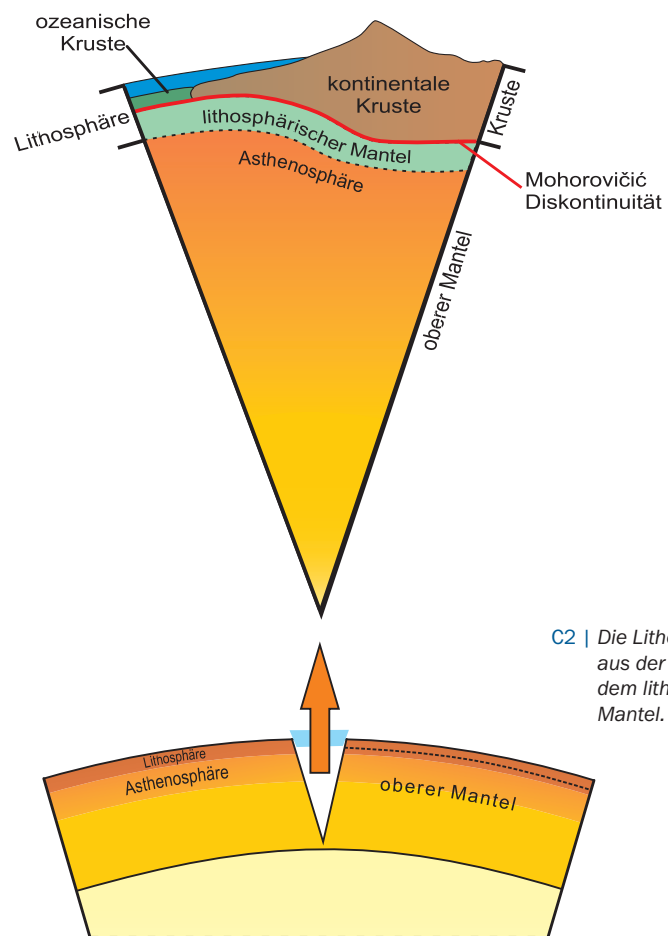 ozeanische
Kruste
kontinentale
Kruste
Kruste
Lithosphäre
lithosphärischer Mantel
Asthenosphäre
Mohorovičić
Diskontinuität
oberer Mantel
C2 | Die Litho
aus der
dem lith
Mantel.
Lithosphäre
Asthenosphäre
oberer Mantel